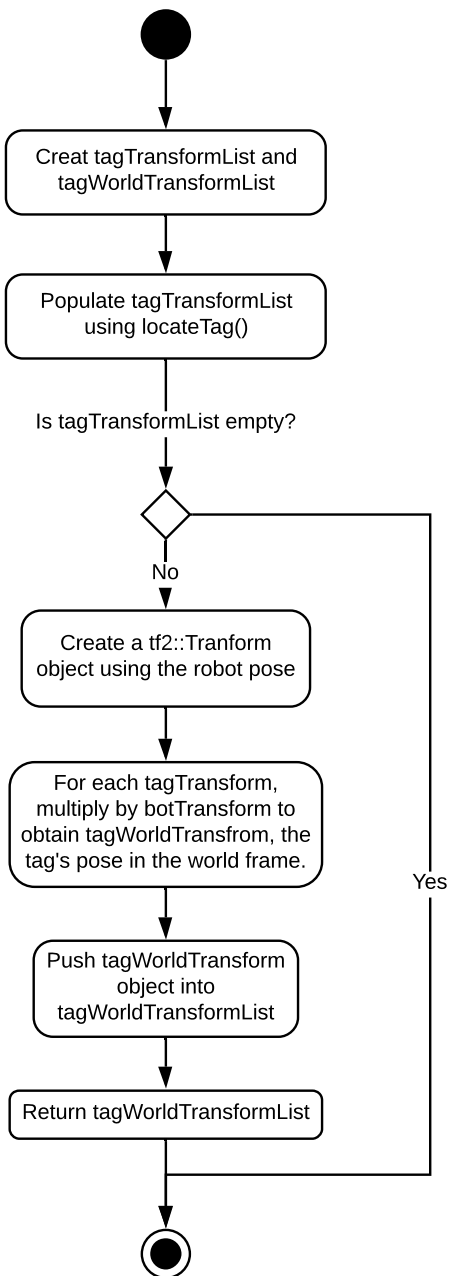 Creat tagTransformList and
tagWorldTransformList
Populate tagTransformList
using locateTag()
Is tagTransformList empty?
No
Create a tf2::Tranform
object using the robot pose
For each tagTransform,
multiply by botTransform to
obtain tagWorldTransfrom, the
tag's pose in the world frame.
Yes
Push tagWorldTransform
object into
tagWorldTransformList
Return tagWorldTransformList